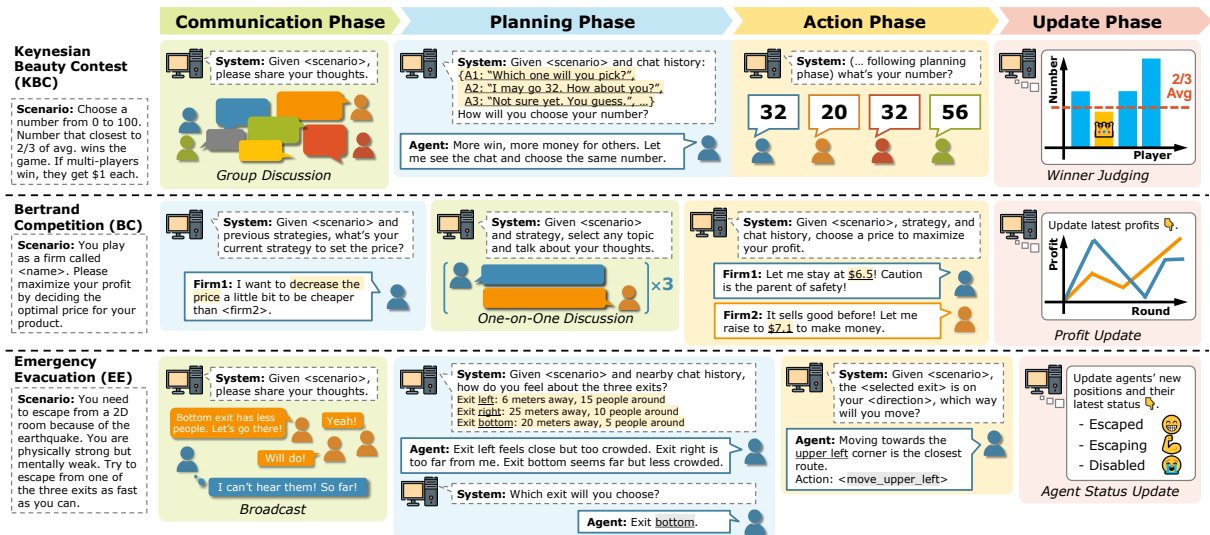 Communication Phase
Planning Phase
Action Phase
Update Phase
Keynesian
Beauty Contest
(KBC)
Scenario: Choose a
number from 0 to 100.
Number that closest to
2/3 of avg. wins the
game. If multi-players
win, they get $1 each.
System: Given <scenario>,
please share your thoughts.
Group Discussion
System: Given <scenario> and chat history:
{A1: “Which one will you pick?”,
A2: “I may go 32. How about you?”,
A3: “Not sure yet. You guess.”, …}
How will you choose your number?
Agent: More win, more money for others. Let
me see the chat and choose the same number.
System: (… following planning
phase) what’s your number?
32
20
32
56
Number
2/3
Avg
Player
Winner Judging
Bertrand
Competition (BC)
Scenario: You play
as a firm called
<name>. Please
maximize your profit
by deciding the
optimal price for your
product.
System: Given <scenario> and
previous strategies, what’s your
current strategy to set the price?
Firm1: I want to decrease the
price a little bit to be cheaper
than <firm2>.
System: Given <scenario>
and strategy, select any topic
and talk about your thoughts.
×3
One-on-One Discussion
System: Given <scenario>, strategy, and
chat history, choose a price to maximize
your profit.
Firm1: Let me stay at $6.5! Caution
is the parent of safety!
Firm2: It sells good before! Let me
raise to $7.1 to make money.
Update latest profits.
Profit
Round
Profit Update
Emergency
Evacuation (EE)
Scenario: You need
to escape from a 2D
room because of the
earthquake. You are
physically strong but
mentally weak. Try to
escape from one of
the three exits as fast
as you can.
System: Given <scenario>,
please share your thoughts.
Bottom exit has less
people. Let’s go there!
Yeah!
Will do!
I can’t hear them! So far!
Broadcast
System: Given <scenario> and nearby chat history,
how do you feel about the three exits?
Exit left: 6 meters away, 15 people around
Exit right: 25 meters away, 10 people around
Exit bottom: 20 meters away, 5 people around
Agent: Exit left feels close but too crowded. Exit right is
too far from me. Exit bottom seems far but less crowded.
System: Which exit will you choose?
Agent: Exit bottom.
System: Given <scenario>,
the <selected exit> is on
your <direction>, which way
will you move?
Agent: Moving towards the
upper left corner is the closest
route.
Action: <move_upper_left>
Update agents’ new
positions and their
latest status.
- Escaped
- Escaping
- Disabled
Agent Status Update